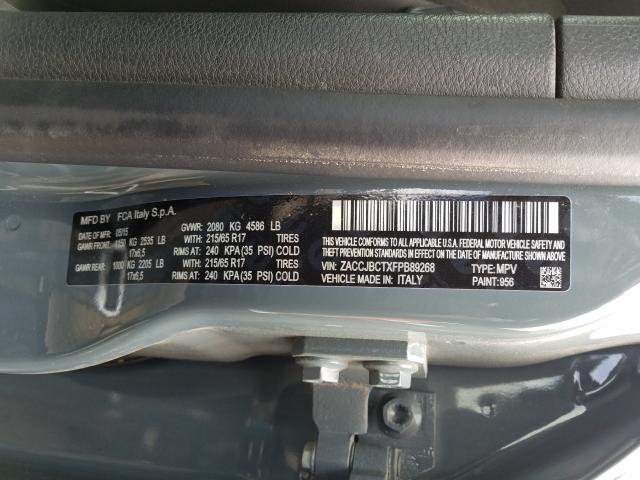 MFD BY FCA Italy S.p.A.
DATE OF MFR: 05/15 GVWR: 2080 KG 4586 LB
GAWR FRONT: 1150 KG 2535 LB WITH: 215/65 R17 TIRES
17x6,5 RIMS AT: 240 KPA(35 PSI) COLD
GAWR REAR: 1000 KG 2205 LB WITH: 215/65 R17 TIRES
17x6,5 RIMS AT: 240 KPA (35 PSI) COLD
THIS VEHICLE CONFORMS TO ALL APPLICABLE U.S.A. FEDERAL MOTOR VEHICLE SAFETY, BUMPER, AND
THEFT PREVENTION STANDARDS IN EFFECT ON THE DATE OF MANUFACTURE SHOWN ABOVE
VIN: ZACCJBCTXFPB89268 TYPE: MPV
VEHICLE MADE IN: ITALY PAINT:956